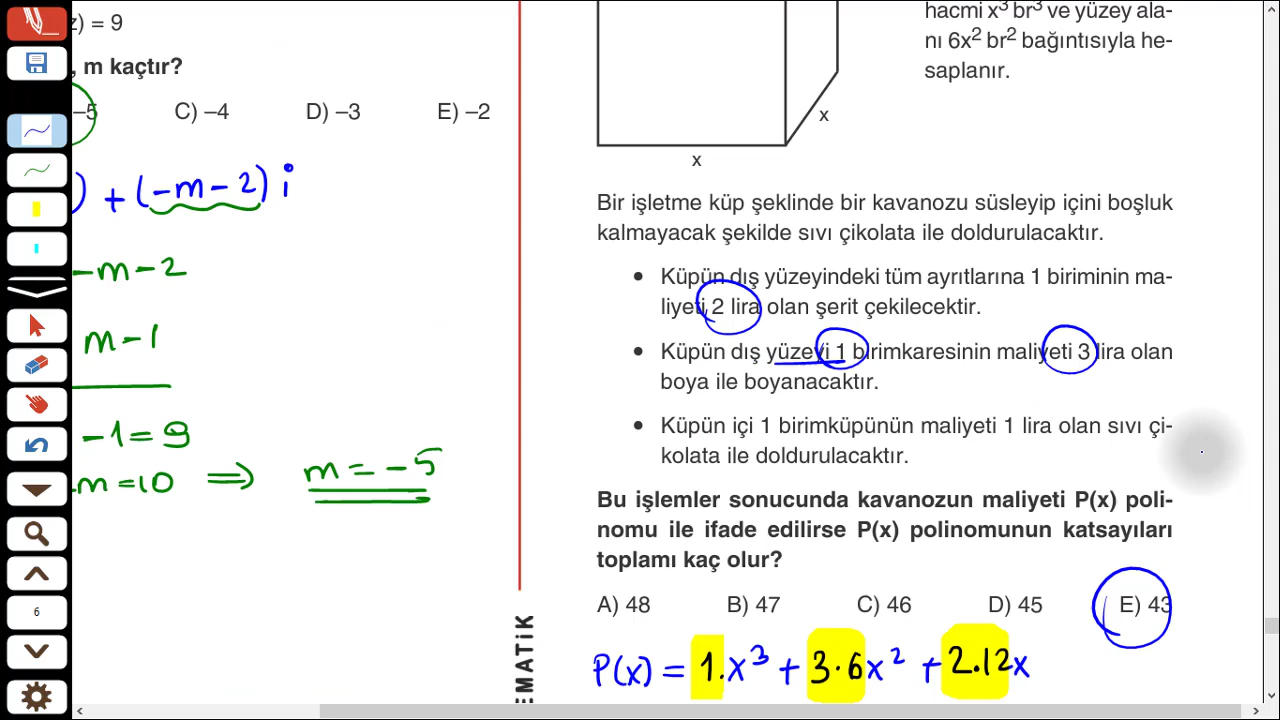 z) = 9
, m kaçtır?
–5 C) –4 D) –3 E) –2
) + (-m-2) i
-m-2
m-1
-1=9
m=10 ⇒ m=-5
hacmi x³ br³ ve yüzey ala-
nı 6x² br² bağıntısıyla he-
saplanır.
x
x
Bir işletme küp şeklinde bir kavanozu süsleyip içini boşluk
kalmayacak şekilde sıvı çikolata ile doldurulacaktır.
• Küpün dış yüzeyindeki tüm ayrıtlarına 1 biriminin ma-
liyeti 2 lira olan şerit çekilecektir.
• Küpün dış yüzeyi 1 birimkaresinin maliyeti 3 lira olan
boya ile boyanacaktır.
• Küpün içi 1 birimküpünün maliyeti 1 lira olan sıvı çi-
kolata ile doldurulacaktır.
Bu işlemler sonucunda kavanozun maliyeti P(x) poli-
nomu ile ifade edilirse P(x) polinomunun katsayıları
toplamı kaç olur?
A) 48 B) 47 C) 46 D) 45 E) 43
P(x) = 1.x³ + 3.6x² + 2.12x
EMATİK
6